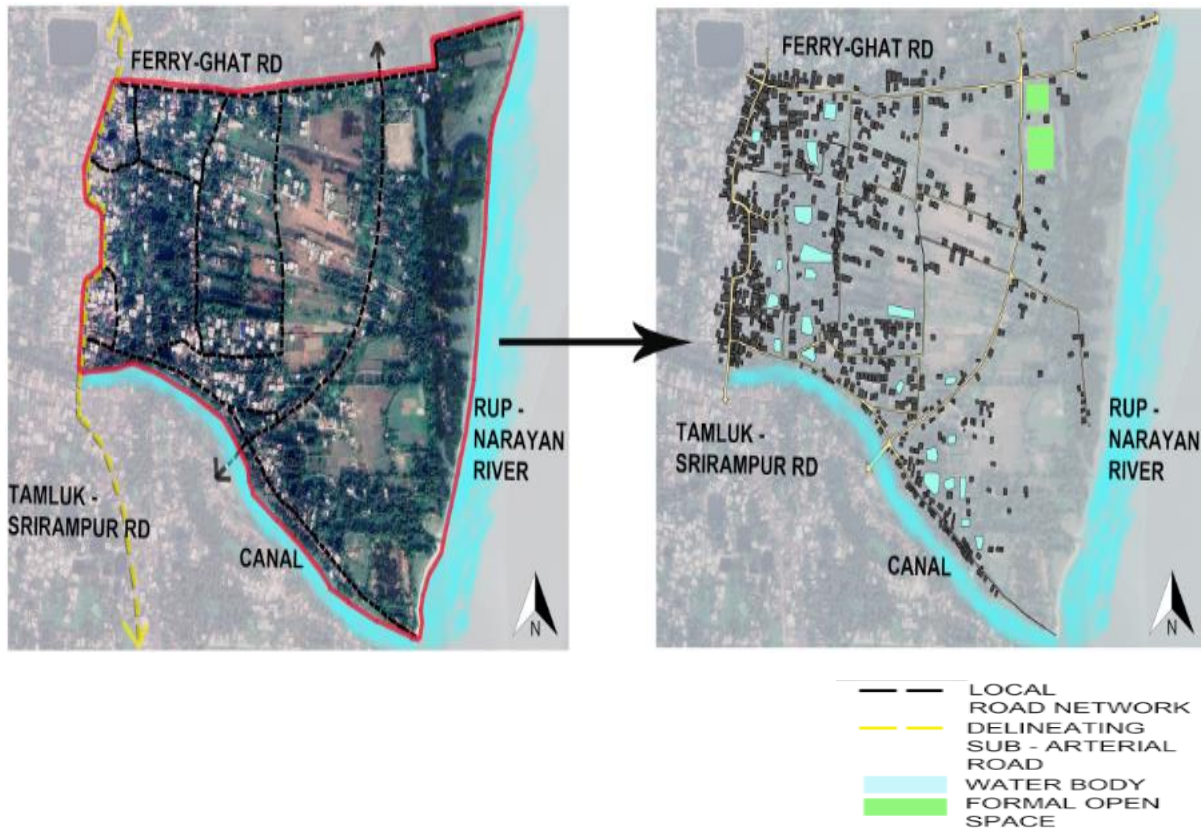 FERRY-GHAT RD
RUP -
NARAYAN
RIVER
TAMLUK -
SRIRAMPUR RD
CANAL
N
FERRY-GHAT RD
TAMLUK -
SRIRAMPUR RD
RUP -
NARAYAN
RIVER
CANAL
N
LOCAL
ROAD NETWORK
DELINEATING
SUB - ARTERIAL
ROAD
WATER BODY
FORMAL OPEN
SPACE